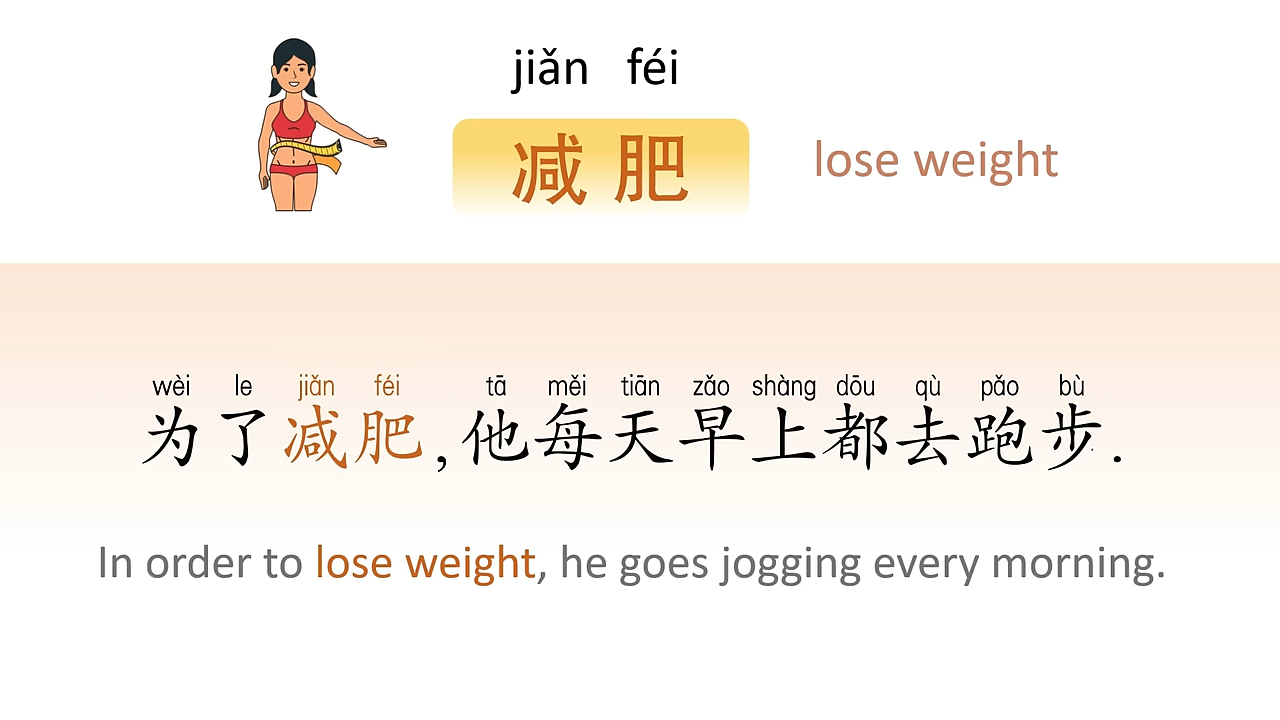 jiǎn féi
减肥
lose weight
wèi le jiǎn féi tā měi tiān zǎo shàng dōu qù pǎo bù
为了减肥,他每天早上都去跑步.
In order to lose weight, he goes jogging every morning.